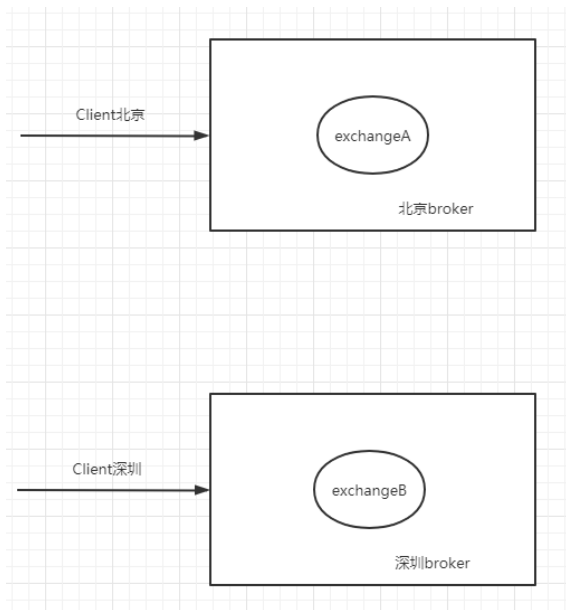 Client北京
exchangeA
北京broker
Client深圳
exchangeB
深圳broker